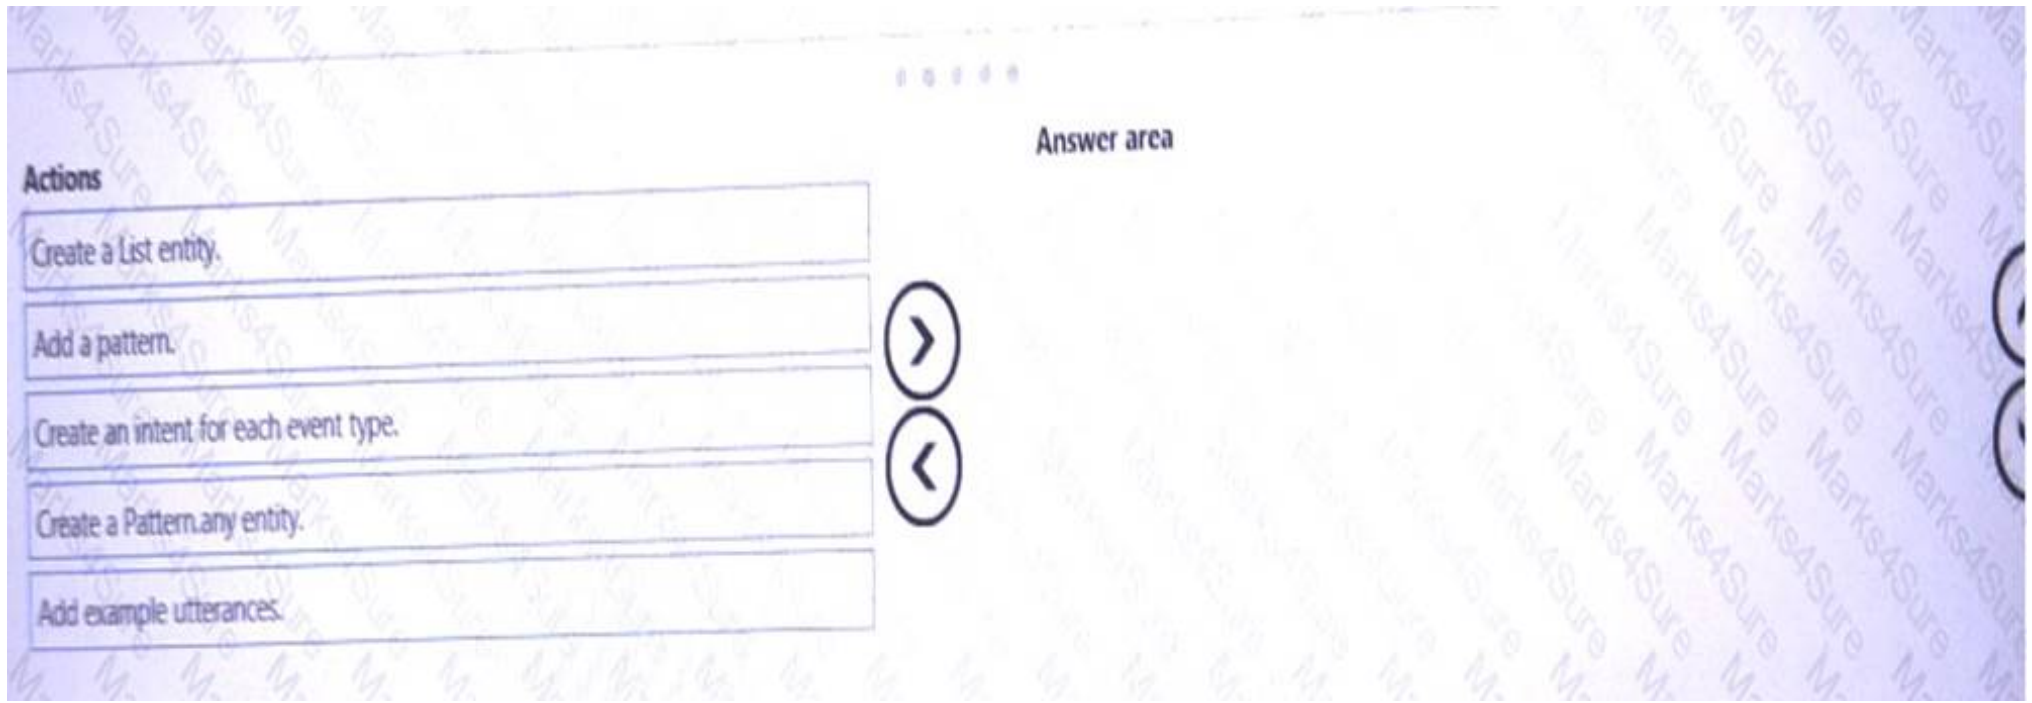 Answer area
Actions
Create a List entity.
Add a pattern.
Create an intent for each event type.
Create a Pattern.any entity.
Add example utterances.
Marks4Sure